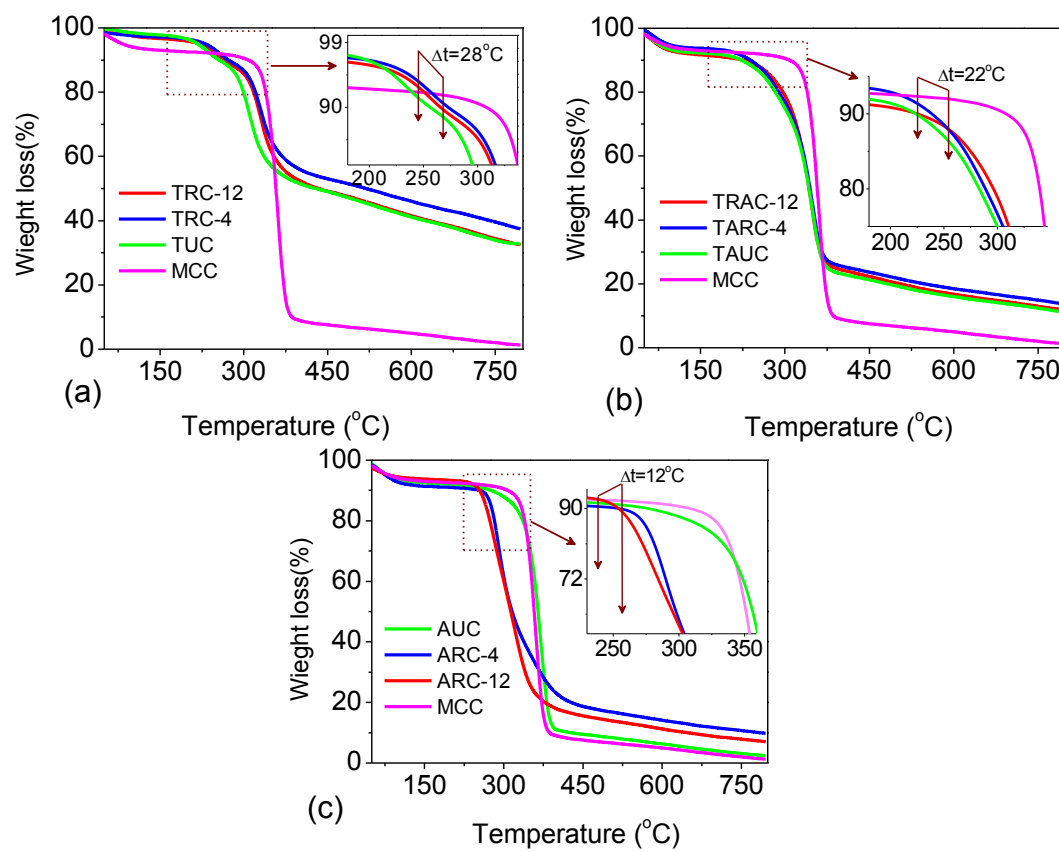 100
80
60
40
20
0
Wieght loss(%)
TRC-12
TRC-4
TUC
MCC
99
90
200
250
300
Δt=28°C
150
300
450
600
750
(a)
Temperature (°C)
100
80
60
40
20
0
Wieght loss(%)
TRAC-12
TARC-4
TAUC
MCC
90
80
200
250
300
Δt=22°C
150
300
450
600
750
(b)
Temperature (°C)
100
80
60
40
20
0
Wieght loss(%)
AUC
ARC-4
ARC-12
MCC
Δt=12°C
90
72
250
300
350
150
300
450
600
750
(c)
Temperature (°C)